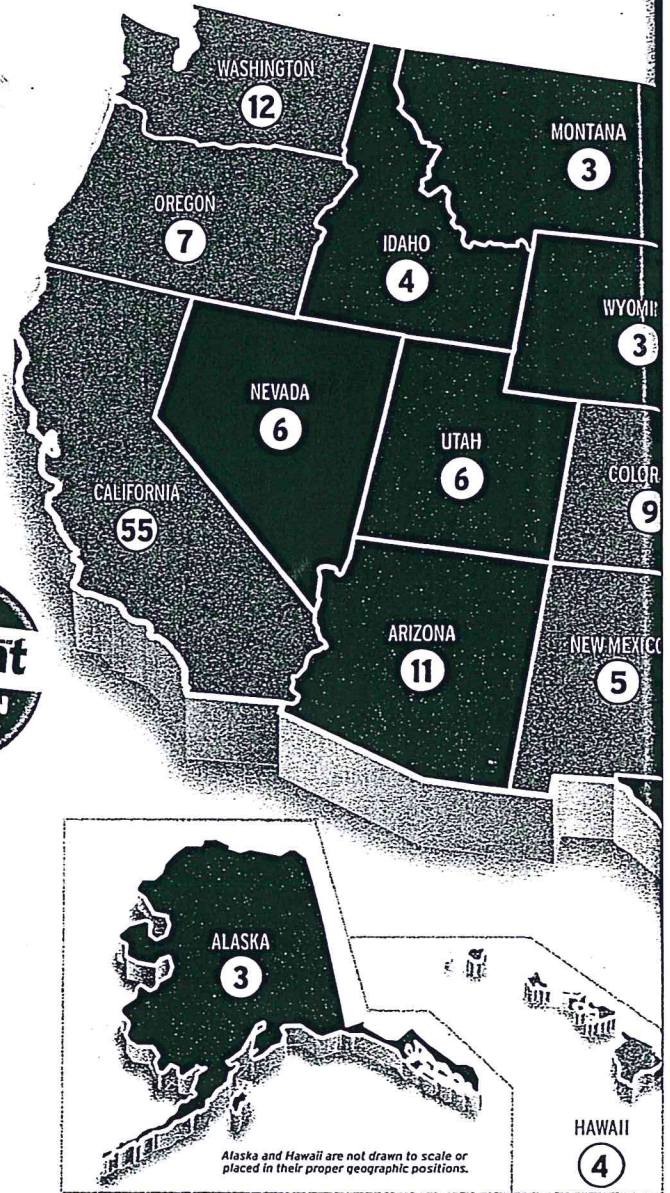 WASHINGTON
12
MONTANA
3
OREGON
7
IDAHO
4
WYOMI
3
NEVADA
6
UTAH
6
COLOR
9
CALIFORNIA
55
ARIZONA
11
NEW MEXICO
5
nt
N
ALASKA
3
HAWAII
4
Alaska and Hawaii are not drawn to scale or
placed in their proper geographic positions.